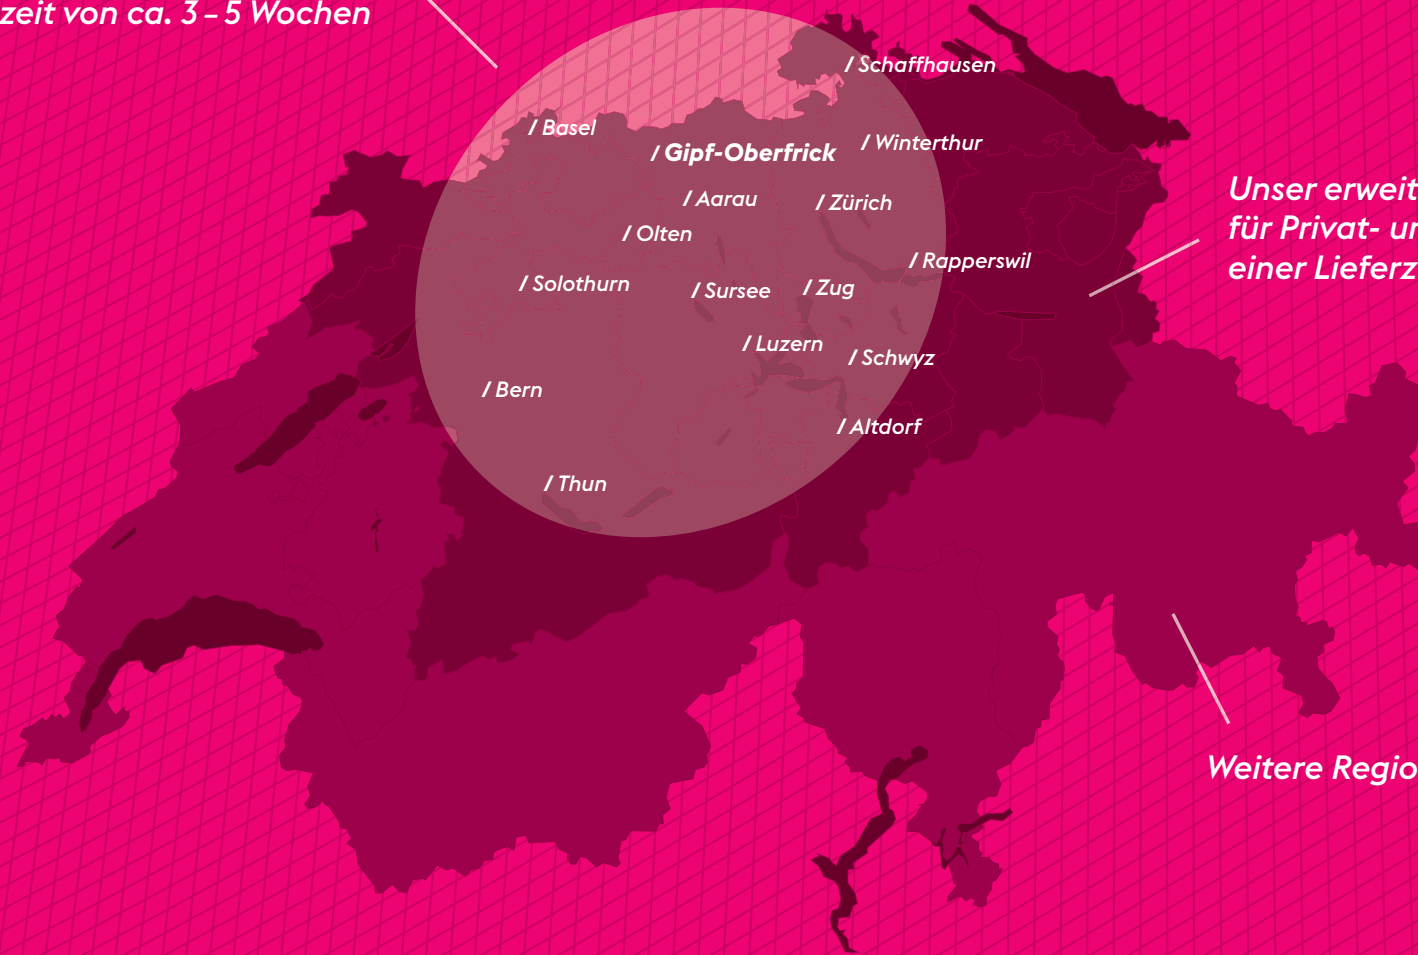 zeit von ca. 3 – 5 Wochen
/ Schaffhausen
/ Basel
/ Winterthur
/ Gipf-Oberfrick
/ Aarau
/ Zürich
/ Olten
/ Rapperswil
/ Solothurn
/ Sursee
/ Zug
/ Luzern
/ Schwyz
/ Bern
/ Altdorf
/ Thun
Unser erweit
für Privat- un
einer Lieferz
Weitere Regio